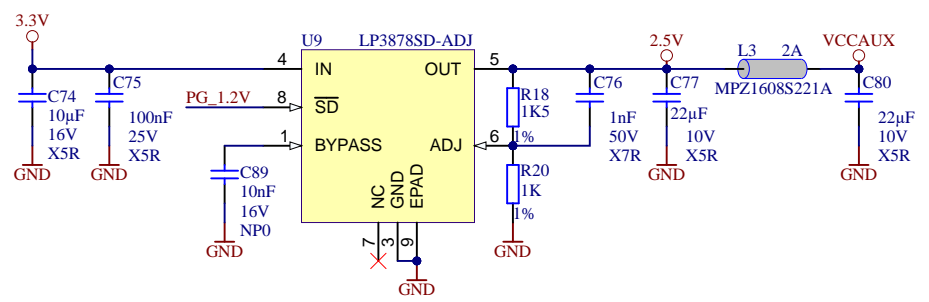 3.3V
U9
LP3878SD-ADJ
2.5V
L3
2A
VCCAUX
4
IN
OUT
5
MPZ1608S221A
C74
10µF
16V
X5R
C75
100nF
25V
X5R
PG_1.2V
8
SD
R18
1K5
1%
C76
1nF
50V
X7R
C77
22µF
10V
X5R
C80
22µF
10V
X5R
1
BYPASS
ADJ
6
GND
GND
GND
GND
C89
10nF
16V
NP0
R20
1K
1%
NC
GND
EPAD
7
3
9
GND
GND
GND